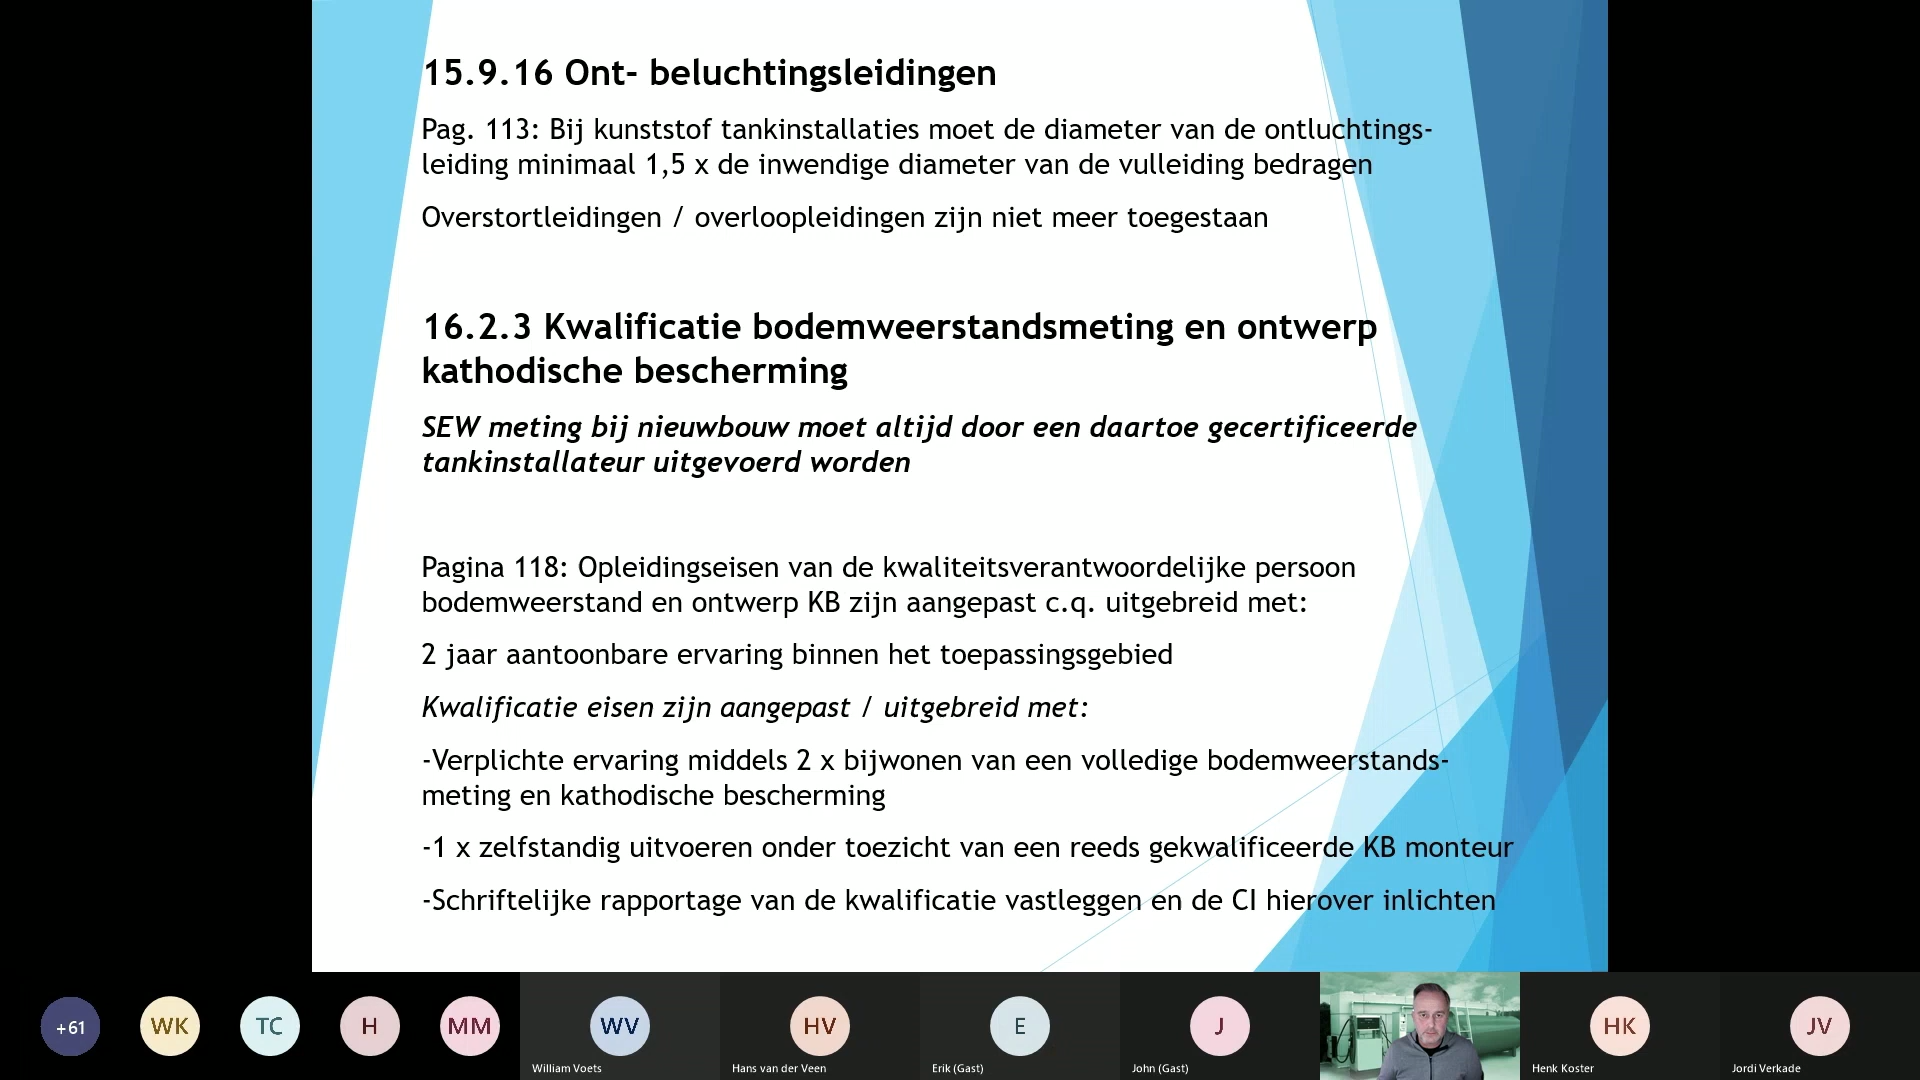 15.9.16 Ont- beluchtingsleidingen
Pag. 113: Bij kunststof tankinstallaties moet de diameter van de ontluchtings-
leiding minimaal 1,5 x de inwendige diameter van de vulleiding bedragen
Overstortleidingen / overloopleidingen zijn niet meer toegestaan
16.2.3 Kwalificatie bodemweerstandsmeting en ontwerp
kathodische bescherming
SEW meting bij nieuwbouw moet altijd door een daartoe gecertificeerde
tankinstallateur uitgevoerd worden
Pagina 118: Opleidingseisen van de kwaliteitsverantwoordelijke persoon
bodemweerstand en ontwerp KB zijn aangepast c.q. uitgebreid met:
2 jaar aantoonbare ervaring binnen het toepassingsgebied
Kwalificatie eisen zijn aangepast / uitgebreid met:
-Verplichte ervaring middels 2 x bijwonen van een volledige bodemweerstands-
meting en kathodische bescherming
-1 x zelfstandig uitvoeren onder toezicht van een reeds gekwalificeerde KB monteur
-Schriftelijke rapportage van de kwalificatie vastleggen en de CI hierover inlichten
+61 WK TC H MM WV HV E J HK JV
William Voets Hans van der Veen Erik (Gast) John (Gast) Henk Koster Jordi Verkade